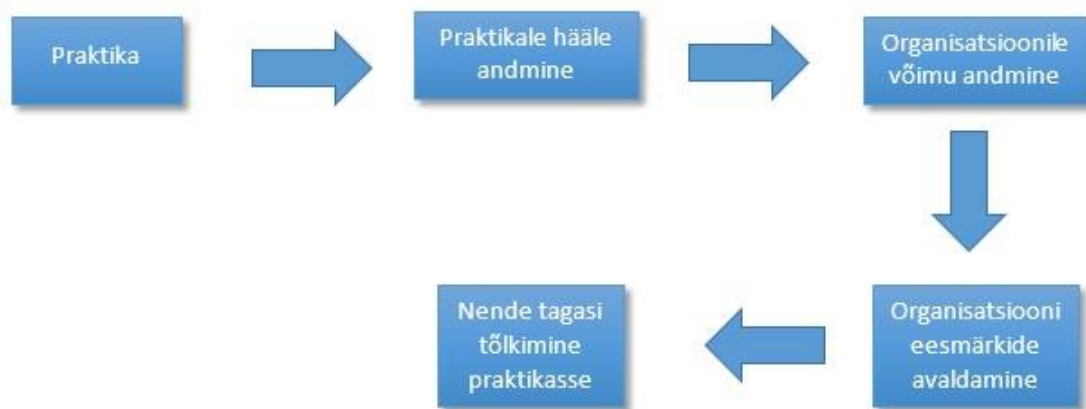 Praktika
Praktikale hääle
andmine
Organisatsioonile
võimu andmine
Organisatsiooni
eesmärkide
avaldamine
Nende tagasi
tõlkimine
praktikasse